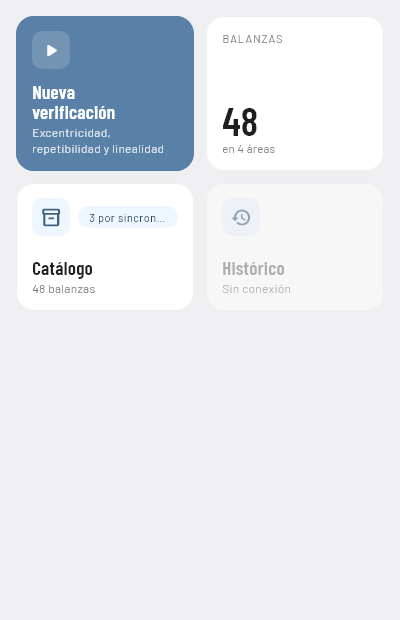 Nueva
verificación
Excentricidad,
repetibilidad y linealidad
BALANZAS
48
en 4 áreas
3 por sincron...
Catálogo
48 balanzas
Histórico
Sin conexión